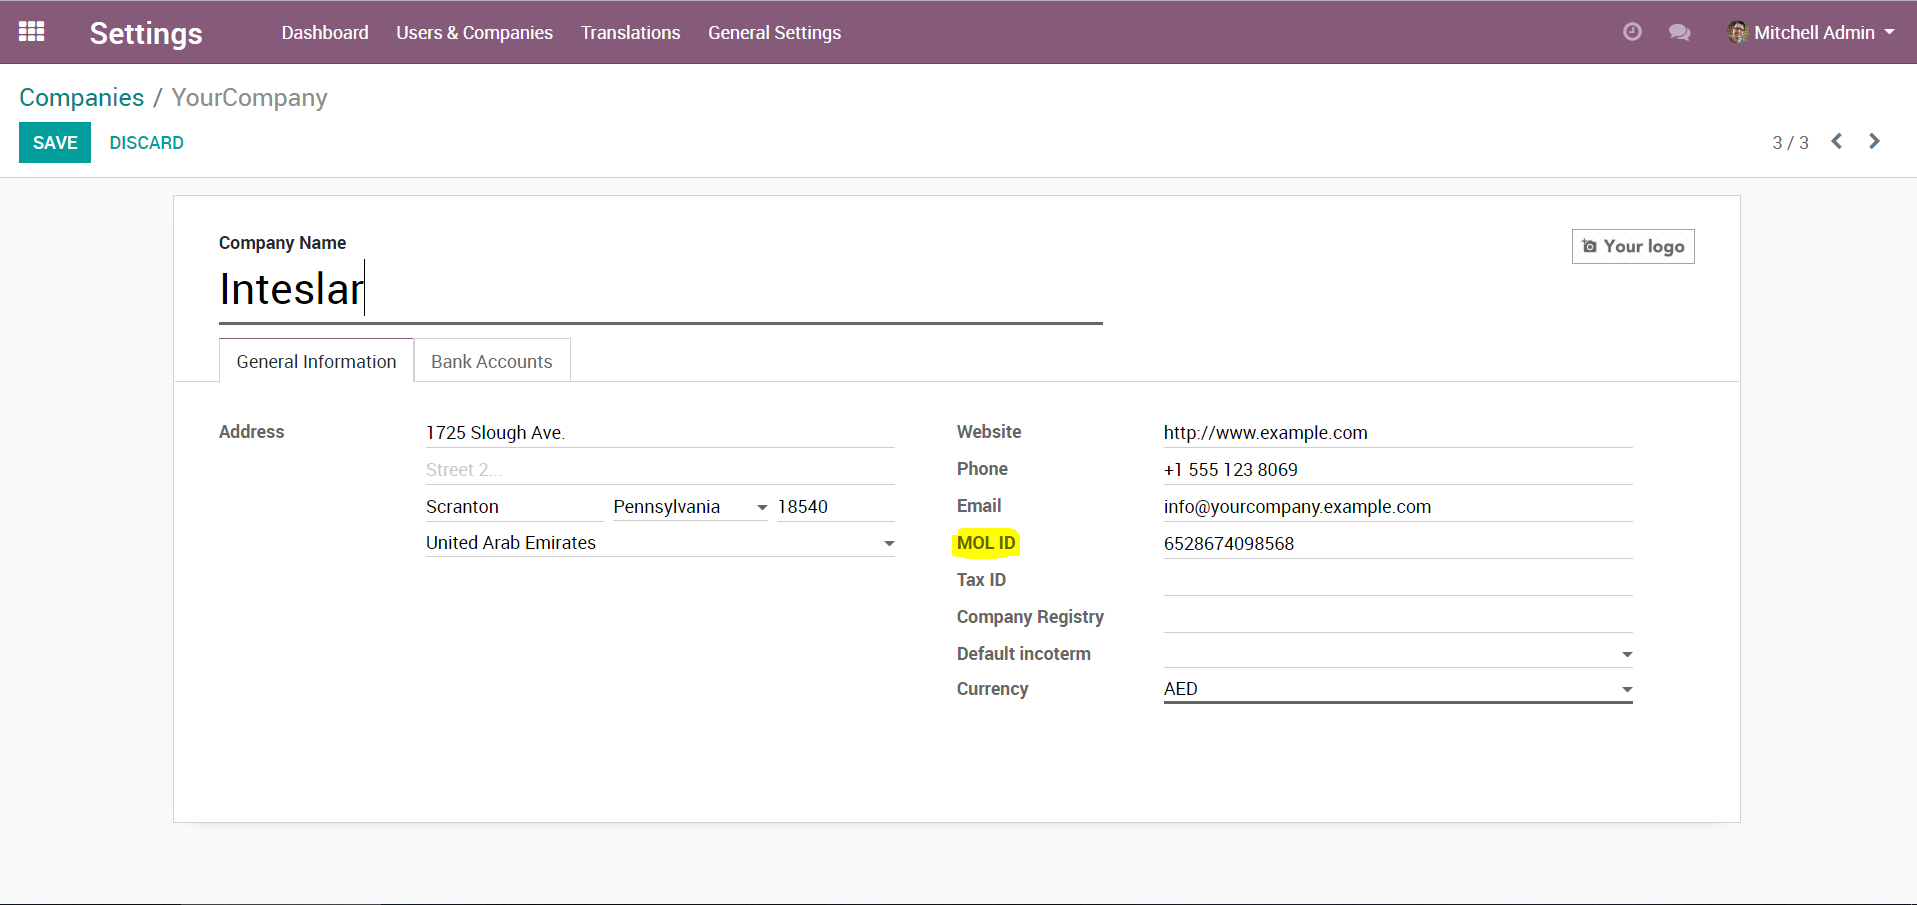 Settings Dashboard Users & Companies Translations General Settings Mitchell Admin
Companies / YourCompany
SAVE DISCARD 3 / 3
Company Name
Your logo
Inteslar
General Information Bank Accounts
Address 1725 Slough Ave. Website http://www.example.com
Street 2... Phone +1 555 123 8069
Scranton Pennsylvania 18540 Email info@yourcompany.example.com
United Arab Emirates MOL ID 6528674098568
Tax ID
Company Registry
Default incoterm
Currency AED